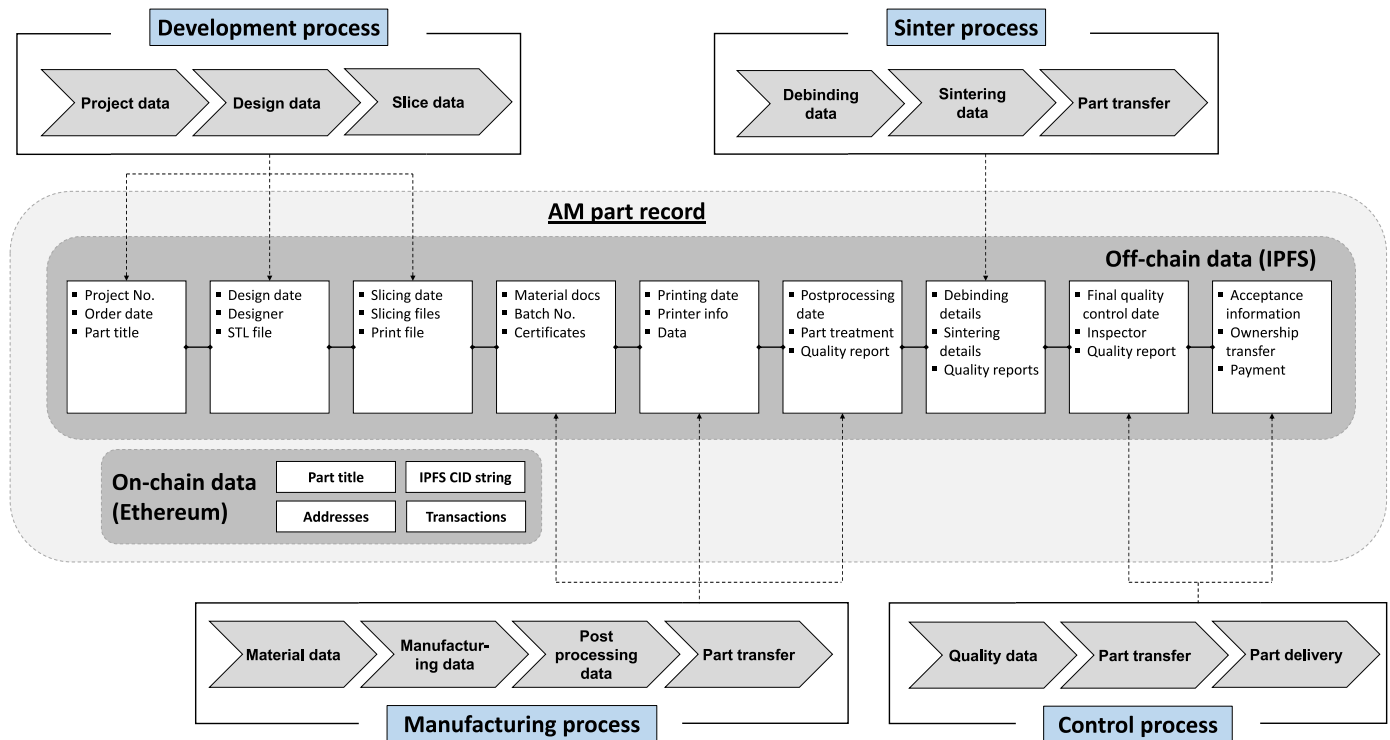 Development process
Project data
Design data
Slice data
Sinter process
Debinding
data
Sintering
data
Part transfer
AM part record
Off-chain data (IPFS)
▪ Project No.
▪ Order date
▪ Part title
▪ Design date
▪ Designer
▪ STL file
▪ Slicing date
▪ Slicing files
▪ Print file
▪ Material docs
▪ Batch No.
▪ Certificates
▪ Printing date
▪ Printer info
▪ Data
▪ Postprocessing
date
▪ Part treatment
▪ Quality report
▪ Debinding
details
▪ Sintering
details
▪ Quality reports
▪ Final quality
control date
▪ Inspector
▪ Quality report
▪ Acceptance
information
▪ Ownership
transfer
▪ Payment
On-chain data
(Ethereum)
Part title
IPFS CID string
Addresses
Transactions
Material data
Manufactur-
ing data
Post
processing
data
Part transfer
Manufacturing process
Quality data
Part transfer
Part delivery
Control process